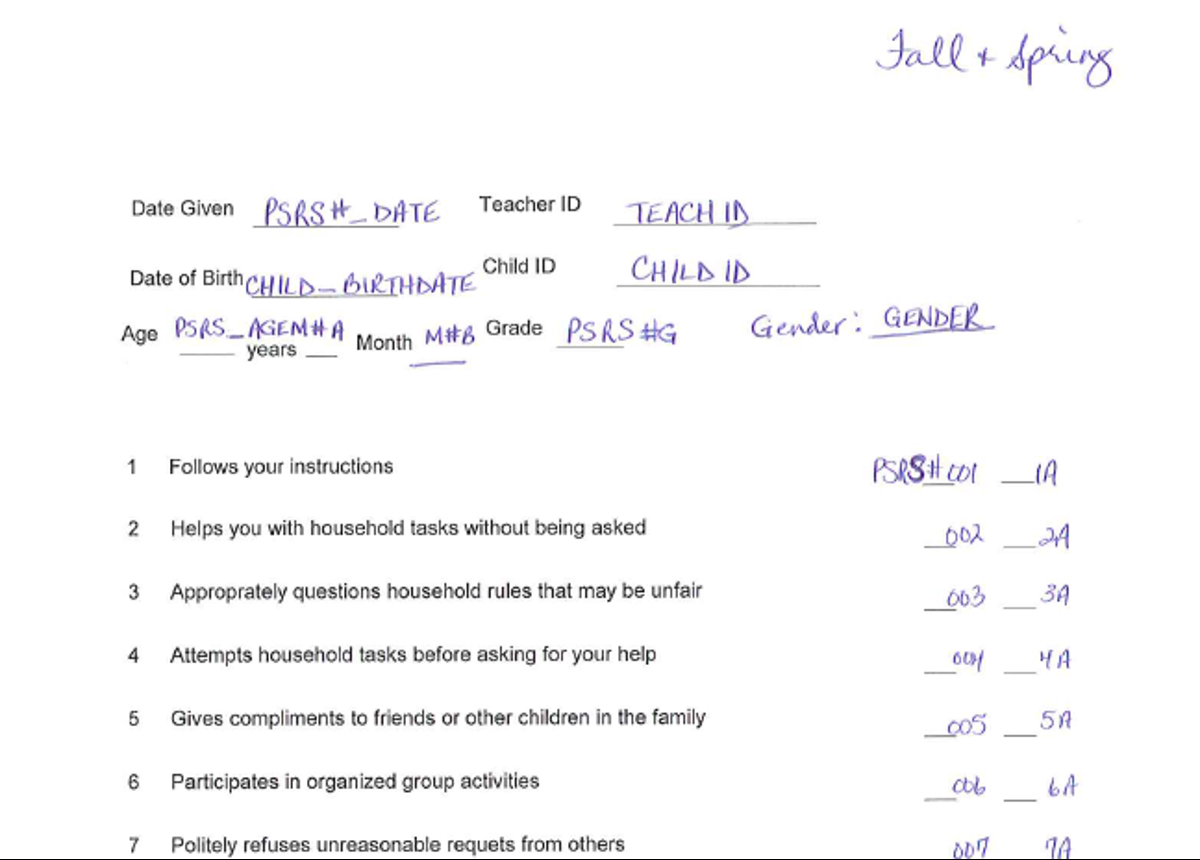 Fall + Spring
Date Given PSRS#_DATE Teacher ID TEACH ID
Date of Birth CHILD_BIRTHDATE Child ID CHILD ID
Age PSRS_AGEM#A years Month M#B Grade PSRS#G Gender: GENDER
1 Follows your instructions PSRS#001 1A
2 Helps you with household tasks without being asked 002 2A
3 Approprately questions household rules that may be unfair 003 3A
4 Attempts household tasks before asking for your help 004 4A
5 Gives compliments to friends or other children in the family 005 5A
6 Participates in organized group activities 006 6A
7 Politely refuses unreasonable requets from others 007 7A